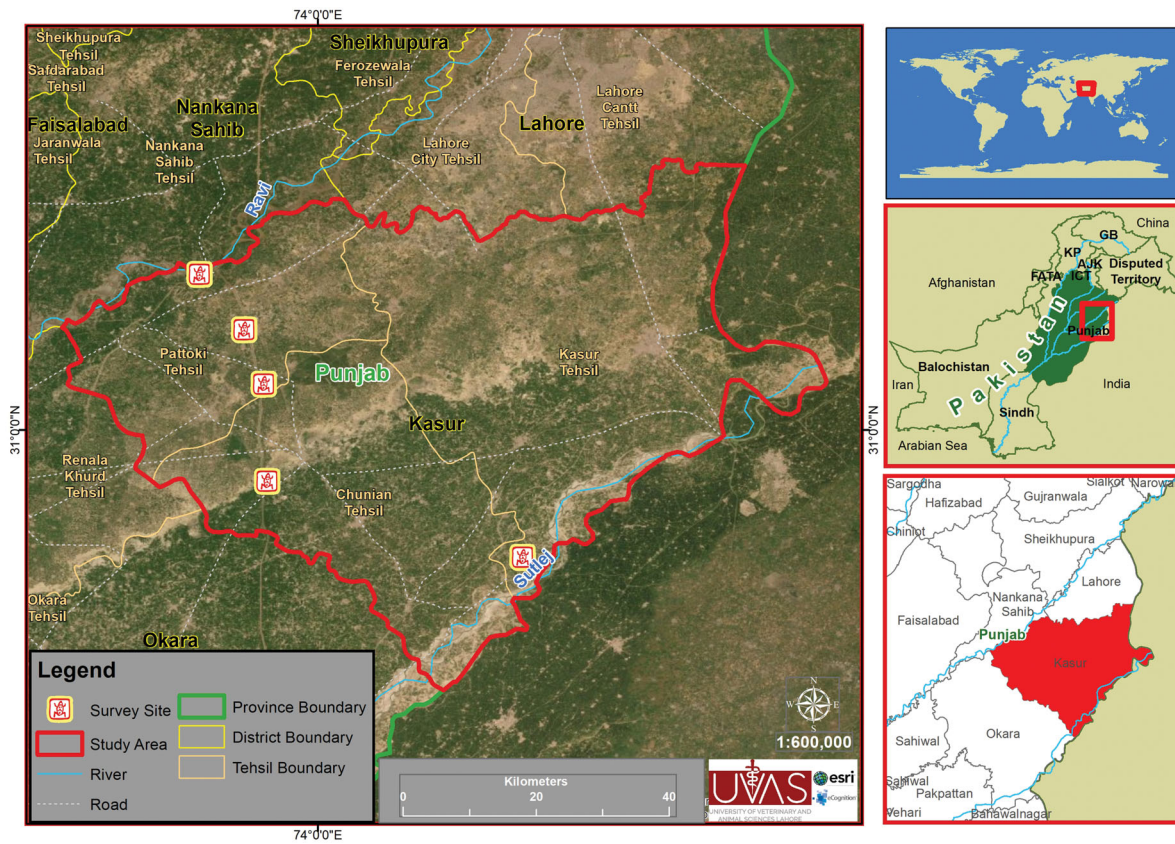 74°0'0"E
Sheikhupura
Tehsil
Safdarabad
Tehsil
Faisalabad
Jaranwala
Tehsil
Nankana
Sahib
Nankana
Sahib
Tehsil
Sheikhupura
Ferozewala
Tehsil
Lahore
City Tehsil
Lahore
Lahore
Cantt
Tehsil
Ravi
Pattoki
Tehsil
Punjab
Kasur
Tehsil
Kasur
31°0'0"N
31°0'0"N
Renala
Khurd
Tehsil
Chunian
Tehsil
Sutlej
Okara
Tehsil
Okara
Legend
Survey Site
Study Area
River
Road
Province Boundary
District Boundary
Tehsil Boundary
N
W
E
S
1:600,000
Kilometers
0
20
40
UVAS
UNIVERSITY OF VETERINARY AND
ANIMAL SCIENCES LAHORE
esri
eCognition
74°0'0"E
China
GB
KP
AJK
FATA
ICT
Disputed
Territory
Afghanistan
Pakistan
Punjab
Balochistan
Iran
India
Sindh
Arabian Sea
Sargodha
Hafizabad
Gujranwala
Sialkot
Narowal
Chiniot
Sheikhupura
Lahore
Nankana
Sahib
Faisalabad
Punjab
Kasur
Okara
Sahiwal
Sahiwal
Pakpattan
Vehari
Bahawalnagar